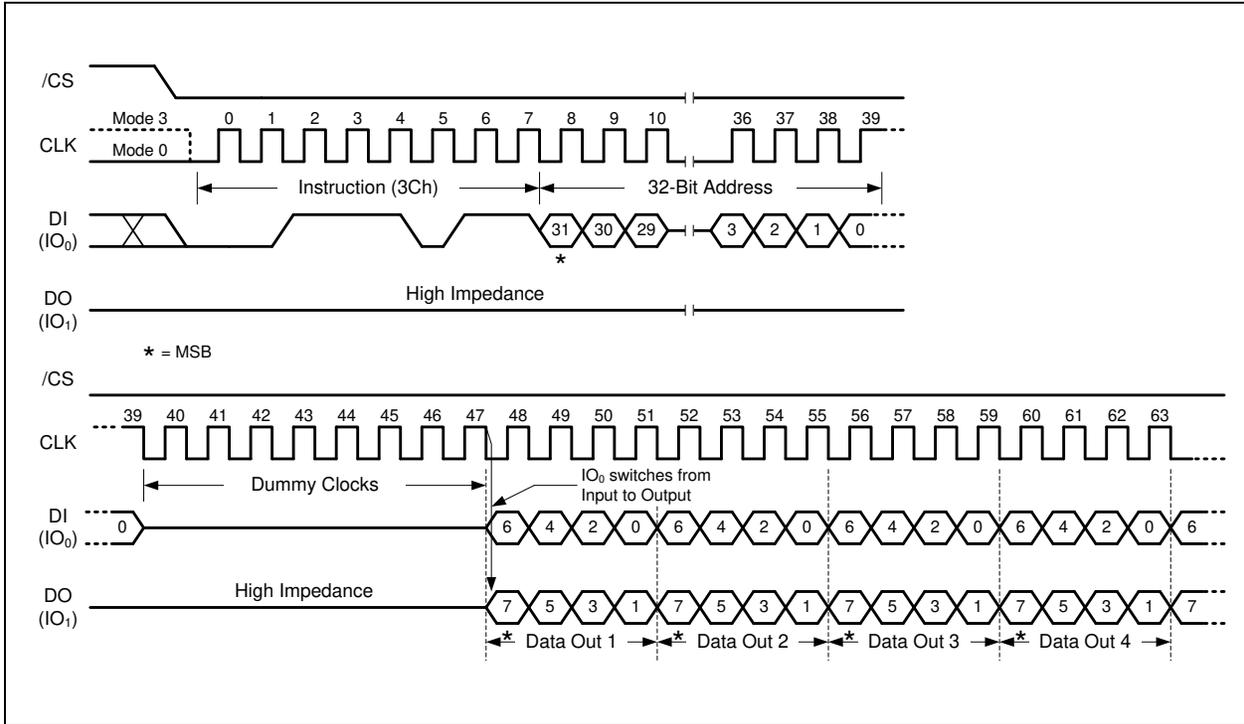 /CS
Mode 3 0 1 2 3 4 5 6 7 8 9 10 36 37 38 39
CLK
Mode 0
Instruction (3Ch) 32-Bit Address
DI
(IO0) 31 30 29 3 2 1 0
*
High Impedance
DO
(IO1)
* = MSB
/CS
39 40 41 42 43 44 45 46 47 48 49 50 51 52 53 54 55 56 57 58 59 60 61 62 63
CLK
Dummy Clocks
IO0 switches from
Input to Output
DI
(IO0) 0 6 4 2 0 6 4 2 0 6 4 2 0 6 4 2 0 6
High Impedance
DO
(IO1) 7 5 3 1 7 5 3 1 7 5 3 1 7 5 3 1 7
* Data Out 1 * Data Out 2 * Data Out 3 * Data Out 4